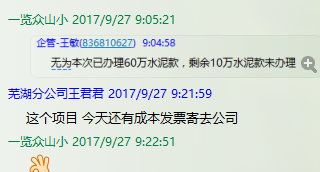 一览众山小 2017/9/27 9:05:21
企管-王敏(836810627) 9:04:58
无为本次已办理60万水泥款，剩余10万水泥款未办理
芜湖分公司王君君 2017/9/27 9:21:59
这个项目 今天还有成本发票寄去公司
一览众山小 2017/9/27 9:22:51